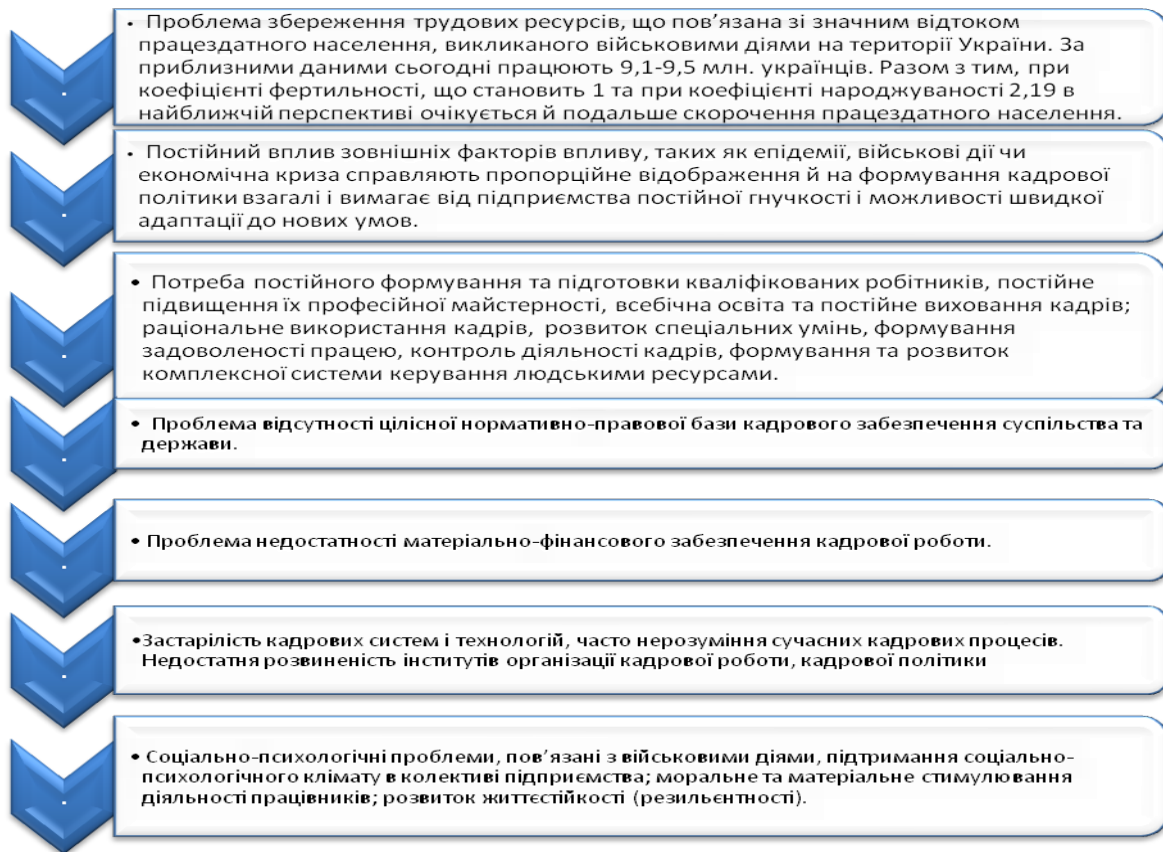 • Проблема збереження трудових ресурсів, що пов’язана зі значним відтоком
працездатного населення, викликаного військовими діями на території України. За
приблизними даними сьогодні працюють 9,1-9,5 млн. українців. Разом з тим, при
коефіцієнті фертильності, що становить 1 та при коефіцієнті народжуваності 2,19 в
найближчій перспективі очікується й подальше скорочення працездатного населення.
• Постійний вплив зовнішніх факторів впливу, таких як епідемії, військові дії чи
економічна криза справляють пропорційне відображення й на формування кадрової
політики взагалі і вимагає від підприємства постійної гнучкості і можливості швидкої
адаптації до нових умов.
• Потреба постійного формування та підготовки кваліфікованих робітників, постійне
підвищення їх професійної майстерності, всебічна освіта та постійне виховання кадрів;
раціональне використання кадрів, розвиток спеціальних умінь, формування
задоволеності працею, контроль діяльності кадрів, формування та розвиток
комплексної системи керування людськими ресурсами.
• Проблема відсутності цілісної нормативно-правової бази кадрового забезпечення суспільства та
держави.
• Проблема недостатності матеріально-фінансового забезпечення кадрової роботи.
•Застарілість кадрових систем і технологій, часто нерозуміння сучасних кадрових процесів.
Недостатня розвиненість інститутів організації кадрової роботи, кадрової політики
• Соціально-психологічні проблеми, пов’язані з військовими діями, підтримання соціально-
психологічного клімату в колективі підприємства; моральне та матеріальне стимулювання
діяльності працівників; розвиток життєстійкості (резильєнтності).